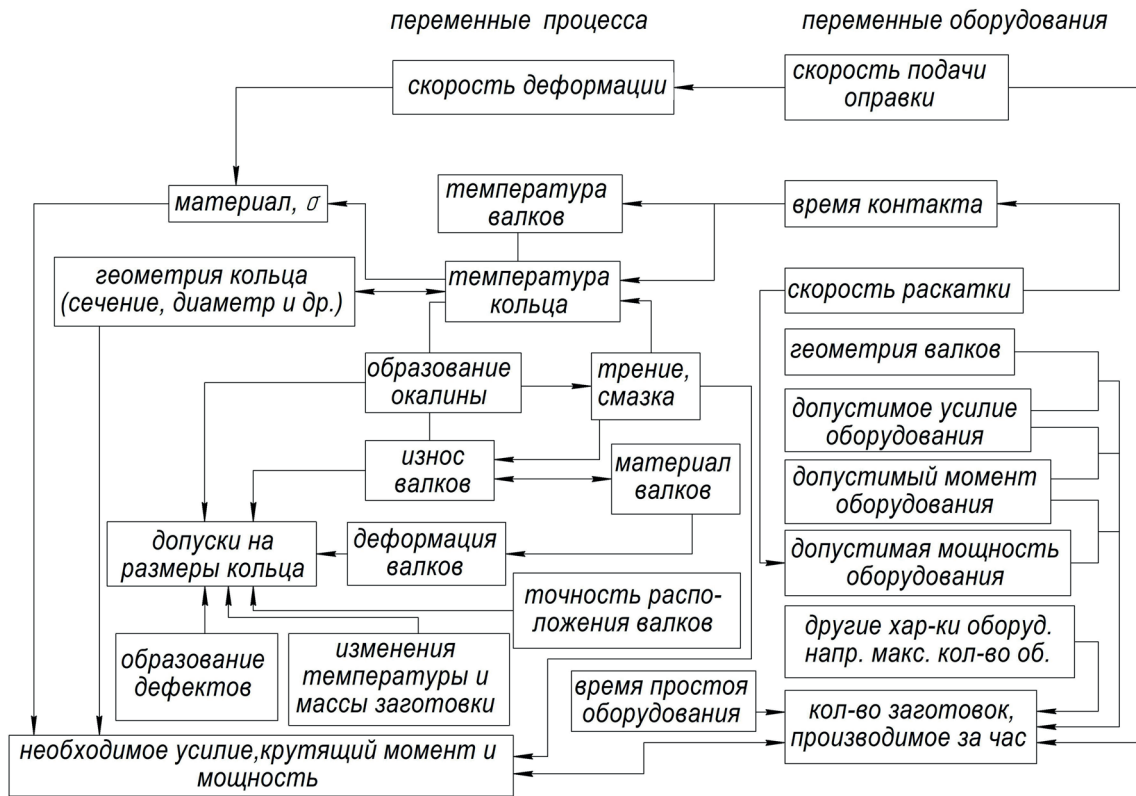 переменные процесса
переменные оборудования
скорость деформации
скорость подачи
оправки
материал, σ
температура
валков
время контакта
геометрия кольца
(сечение, диаметр и др.)
температура
кольца
скорость раскатки
геометрия валков
образование
окалины
трение,
смазка
допустимое усилие
оборудования
износ
валков
материал
валков
допустимый момент
оборудования
допуски на
размеры кольца
деформация
валков
допустимая мощность
оборудования
точность распо-
ложения валков
другие хар-ки оборуд.
напр. макс. кол-во об.
образование
дефектов
изменения
температуры и
массы заготовки
время простоя
оборудования
кол-во заготовок,
производимое за час
необходимое усилие,крутящий момент и
мощность